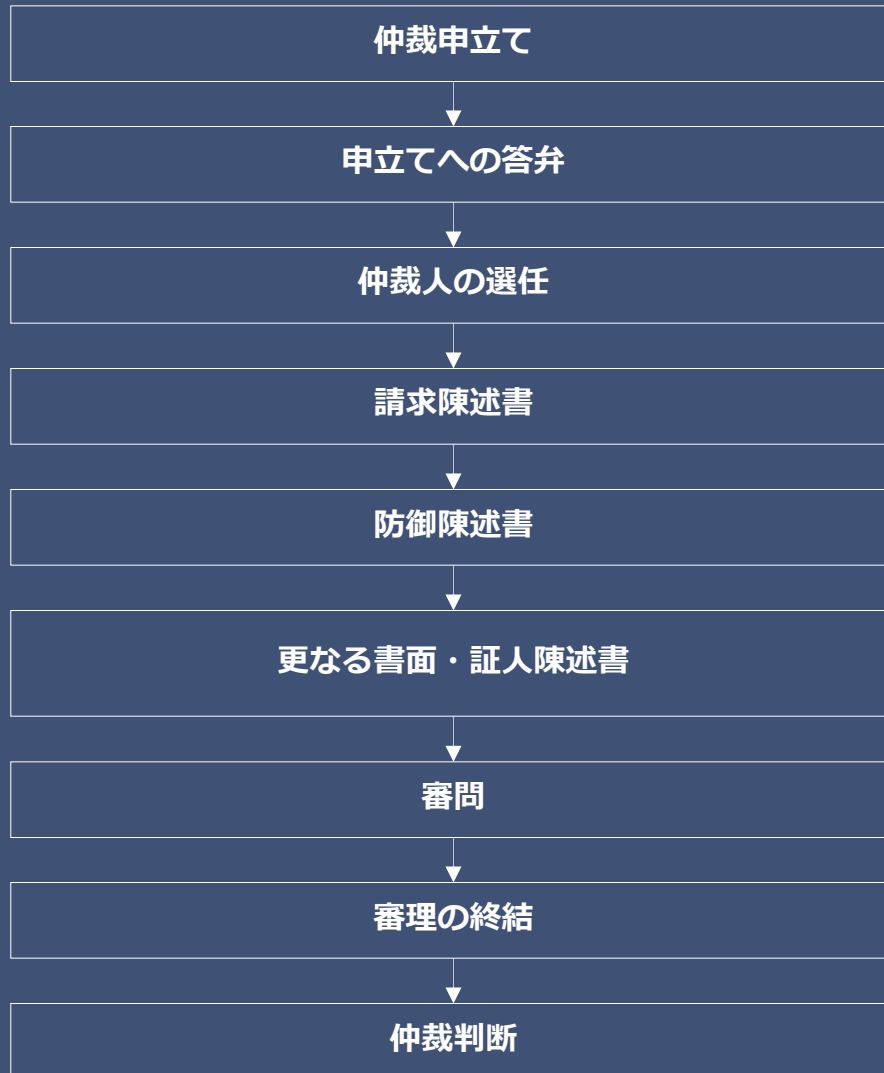 仲裁申立て
申立てへの答弁
仲裁人の選任
請求陳述書
防御陳述書
更なる書面・証人陳述書
審問
審理の終結
仲裁判断